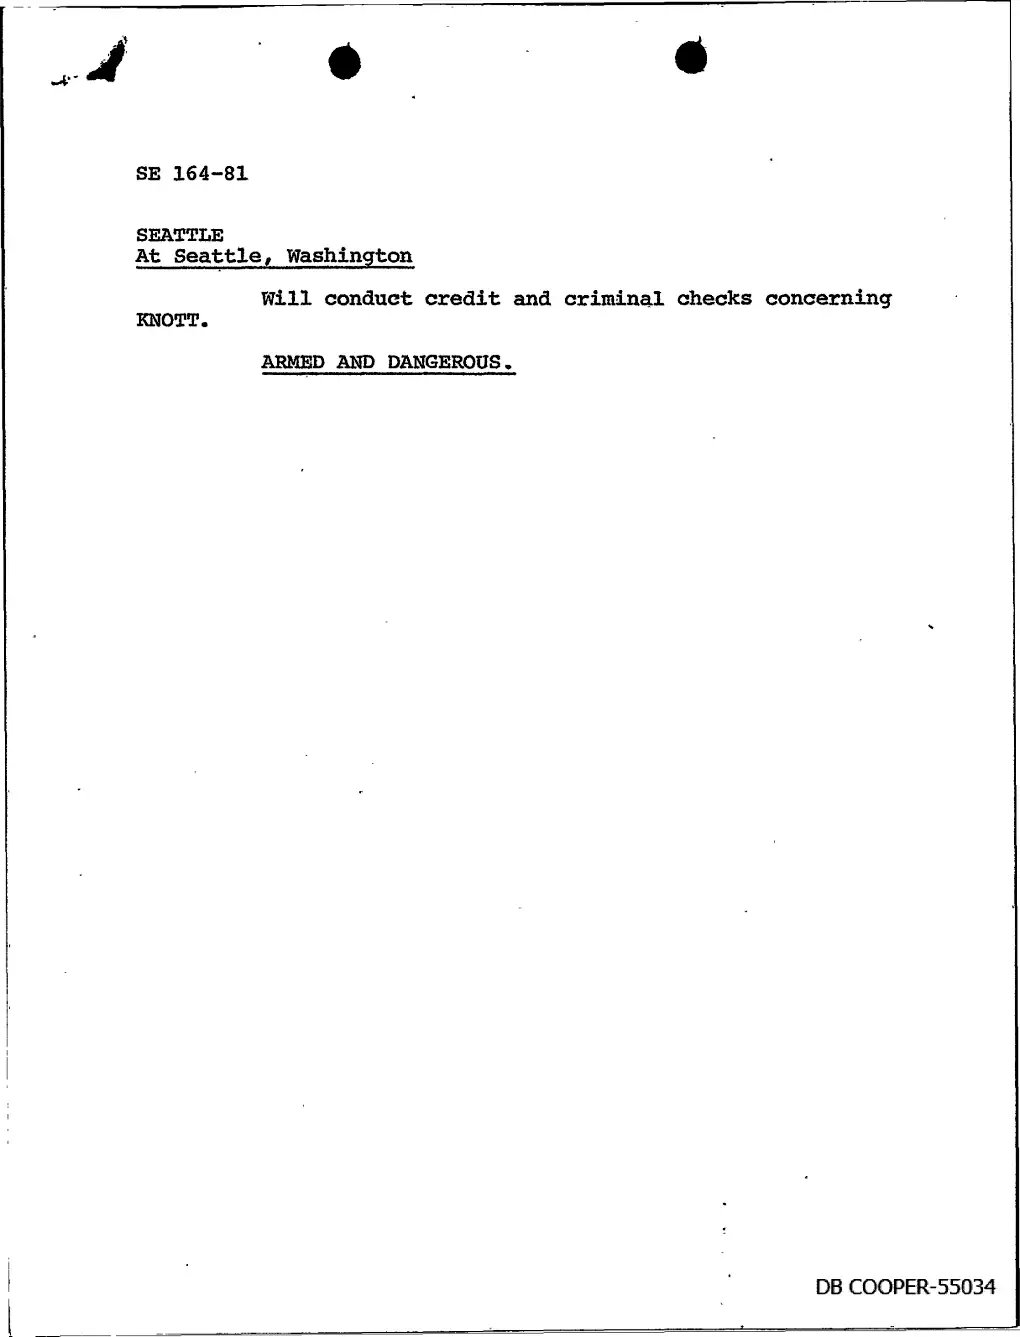 SE 164-81
SEATTLE
At Seattle, Washington
Will conduct credit and criminal checks concerning
KNOTT.
ARMED AND DANGEROUS.
DB COOPER-55034